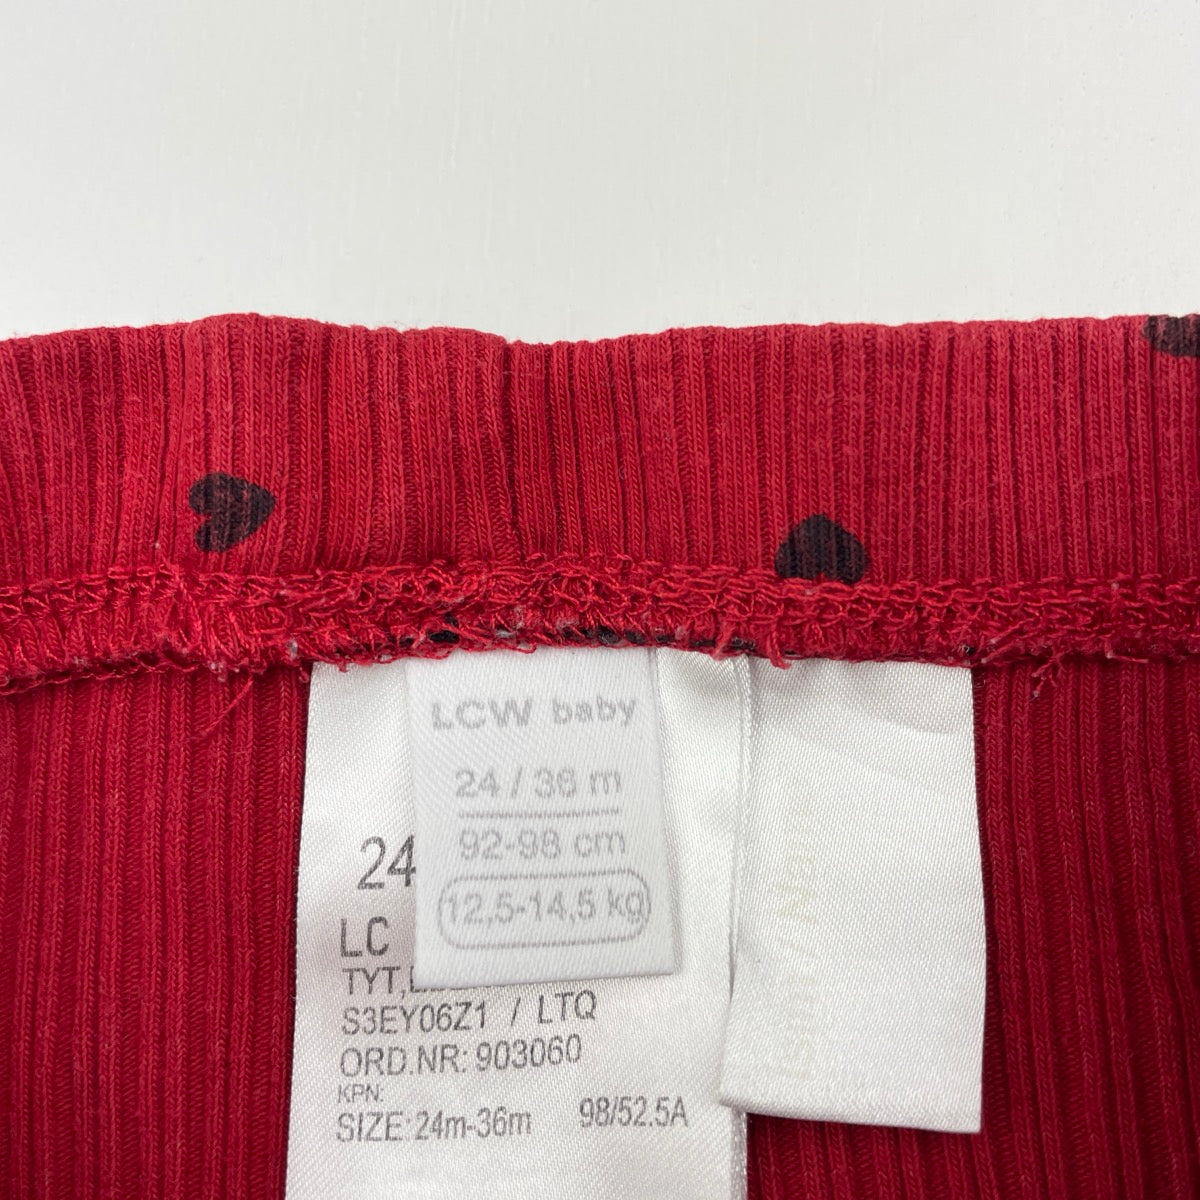 LCW baby
24 / 36 m
92-98 cm
12,5-14,5 kg
24
LC
TYT,
S3EY06Z1 / LTQ
ORD.NR: 903060
KPN:
SIZE: 24m-36m 98/52.5A